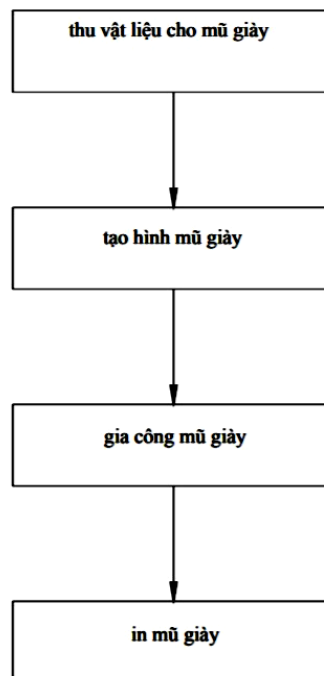 thu vật liệu cho mũ giày
tạo hình mũ giày
gia công mũ giày
in mũ giày